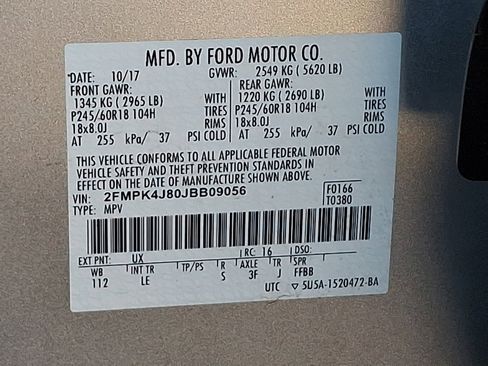 MFD. BY FORD MOTOR CO.
DATE: 10/17 GVWR: 2549 KG ( 5620 LB)
FRONT GAWR: REAR GAWR:
1345 KG ( 2965 LB) WITH 1220 KG ( 2690 LB) WITH
P245/60R18 104H TIRES P245/60R18 104H TIRES
18x8.0J RIMS 18x8.0J RIMS
AT 255 kPa/ 37 PSI COLD AT 255 kPa/ 37 PSI COLD
THIS VEHICLE CONFORMS TO ALL APPLICABLE FEDERAL MOTOR
VEHICLE SAFETY AND THEFT PREVENTION STANDARDS IN
EFFECT ON THE DATE OF MANUFACTURE SHOWN ABOVE.
VIN: 2FMPK4J80JBB09056 F0166
TYPE: MPV T0380
EXT PNT: UX RC: 16 DSO:
WB INT TR TP/PS R AXLE TR SPR
112 LE S 3F J FFBB
UTC ▽ 5U5A-1520472-BA